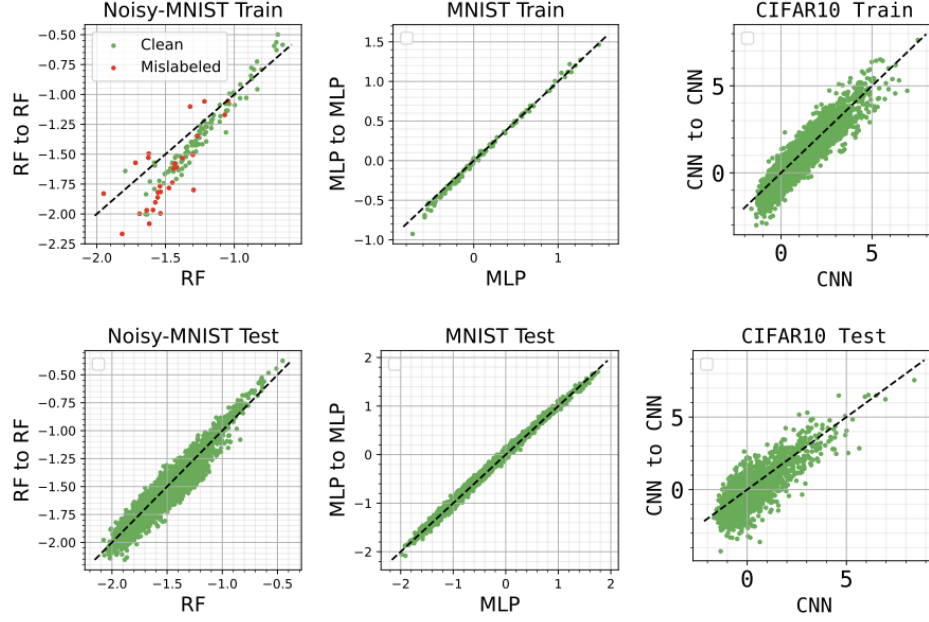 Noisy-MNIST Train
−0.50
−0.75
−1.00
−1.25
−1.50
−1.75
−2.00
−2.25
RF to RF
Clean
Mislabeled
−2.0
−1.5
−1.0
RF
MNIST Train
1.5
1.0
0.5
0.0
−0.5
−1.0
MLP to MLP
0
1
MLP
CIFAR10 Train
5
0
CNN to CNN
0
5
CNN
Noisy-MNIST Test
−0.50
−0.75
−1.00
−1.25
−1.50
−1.75
−2.00
RF to RF
−2.0
−1.5
−1.0
−0.5
RF
MNIST Test
2
1
0
−1
−2
MLP to MLP
−2
−1
0
1
2
MLP
CIFAR10 Test
5
0
CNN to CNN
0
5
CNN